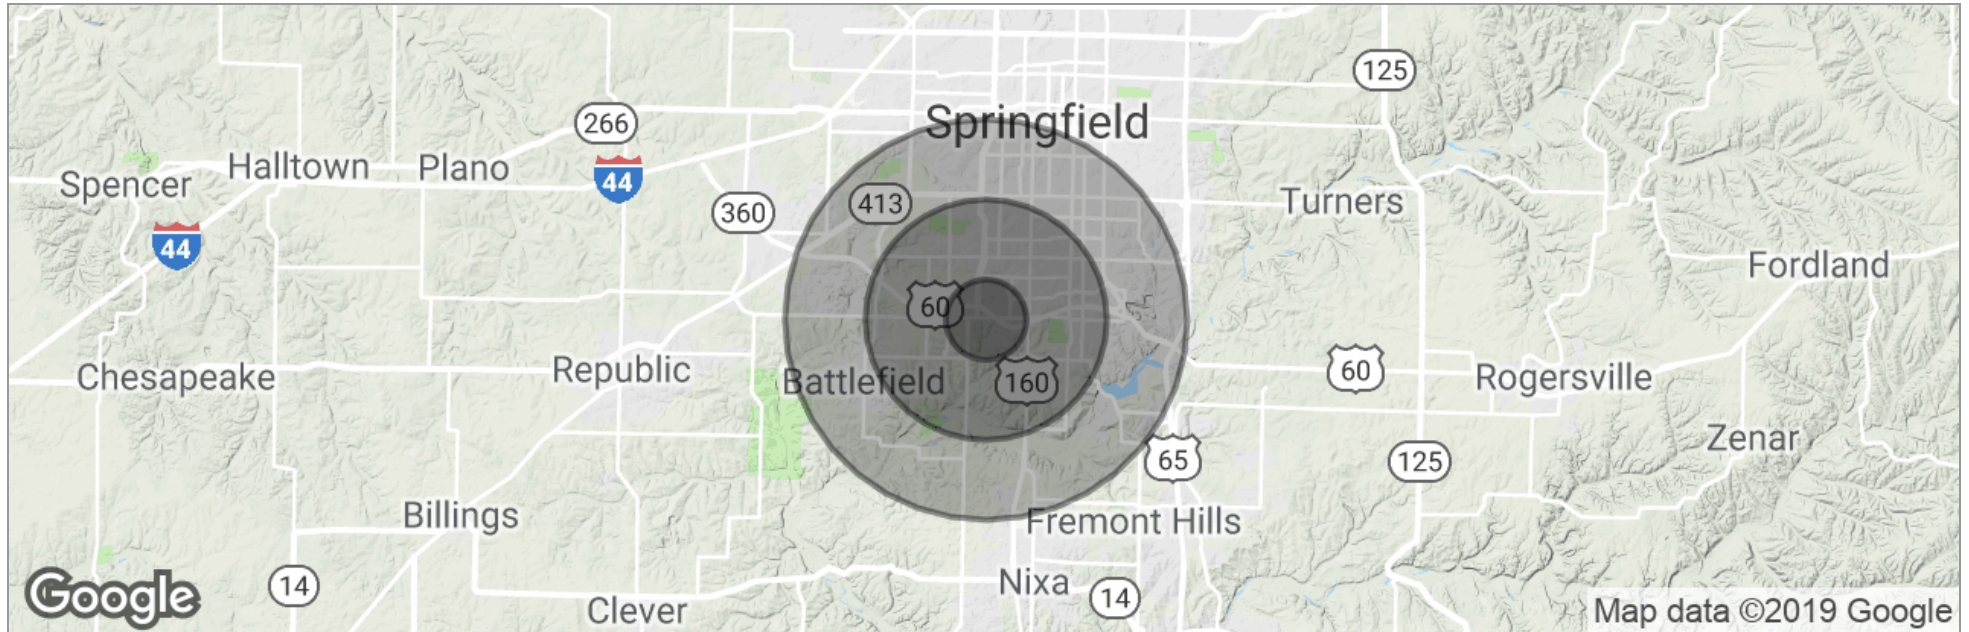 125
Springfield
266
Halltown
Plano
44
Spencer
413
Turners
360
44
Fordland
60
Chesapeake
Republic
Battlefield
160
60
Rogersville
Zenar
65
125
Billings
Fremont Hills
14
Google
Nixa
14
Clever
Map data ©2019 Google